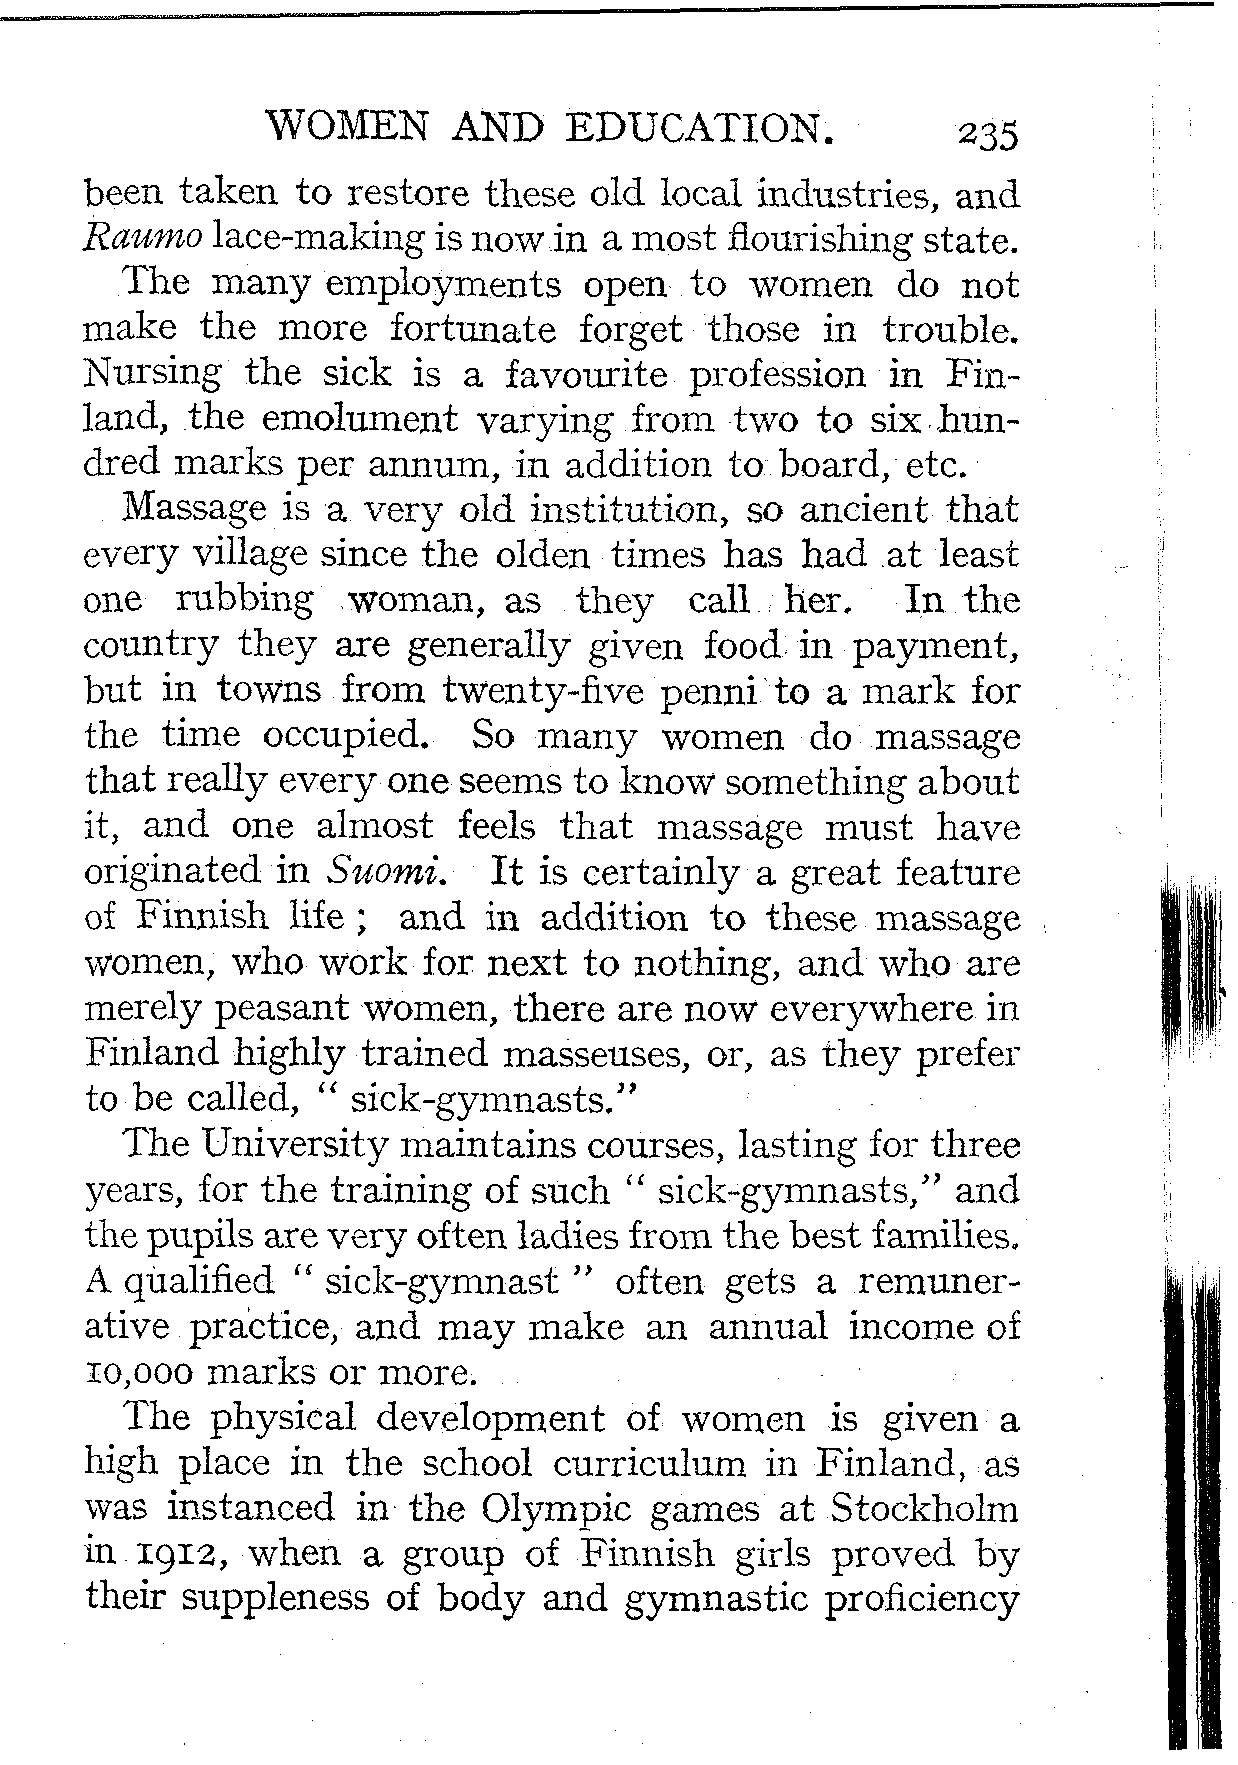 WOMEN AND EDUCATION. 235
been taken to restore these old local industries, and
Raumo lace-making is now in a most flourishing state.
The many employments open to women do not
make the more fortunate forget those in trouble.
Nursing the sick is a favourite profession in Fin-
land, the emolument varying from two to six hun-
dred marks per annum, in addition to board, etc.
Massage is a very old institution, so ancient that
every village since the olden times has had at least
one rubbing woman, as they call her. In the
country they are generally given food in payment,
but in towns from twenty-five penni to a mark for
the time occupied. So many women do massage
that really every one seems to know something about
it, and one almost feels that massage must have
originated in Suomi. It is certainly a great feature
of Finnish life ; and in addition to these massage
women, who work for next to nothing, and who are
merely peasant women, there are now everywhere in
Finland highly trained masseuses, or, as they prefer
to be called, “ sick-gymnasts.”
The University maintains courses, lasting for three
years, for the training of such “ sick-gymnasts,” and
the pupils are very often ladies from the best families.
A qualified “ sick-gymnast ” often gets a remuner-
ative practice, and may make an annual income of
10,000 marks or more.
The physical development of women is given a
high place in the school curriculum in Finland, as
was instanced in the Olympic games at Stockholm
in 1912, when a group of Finnish girls proved by
their suppleness of body and gymnastic proficiency